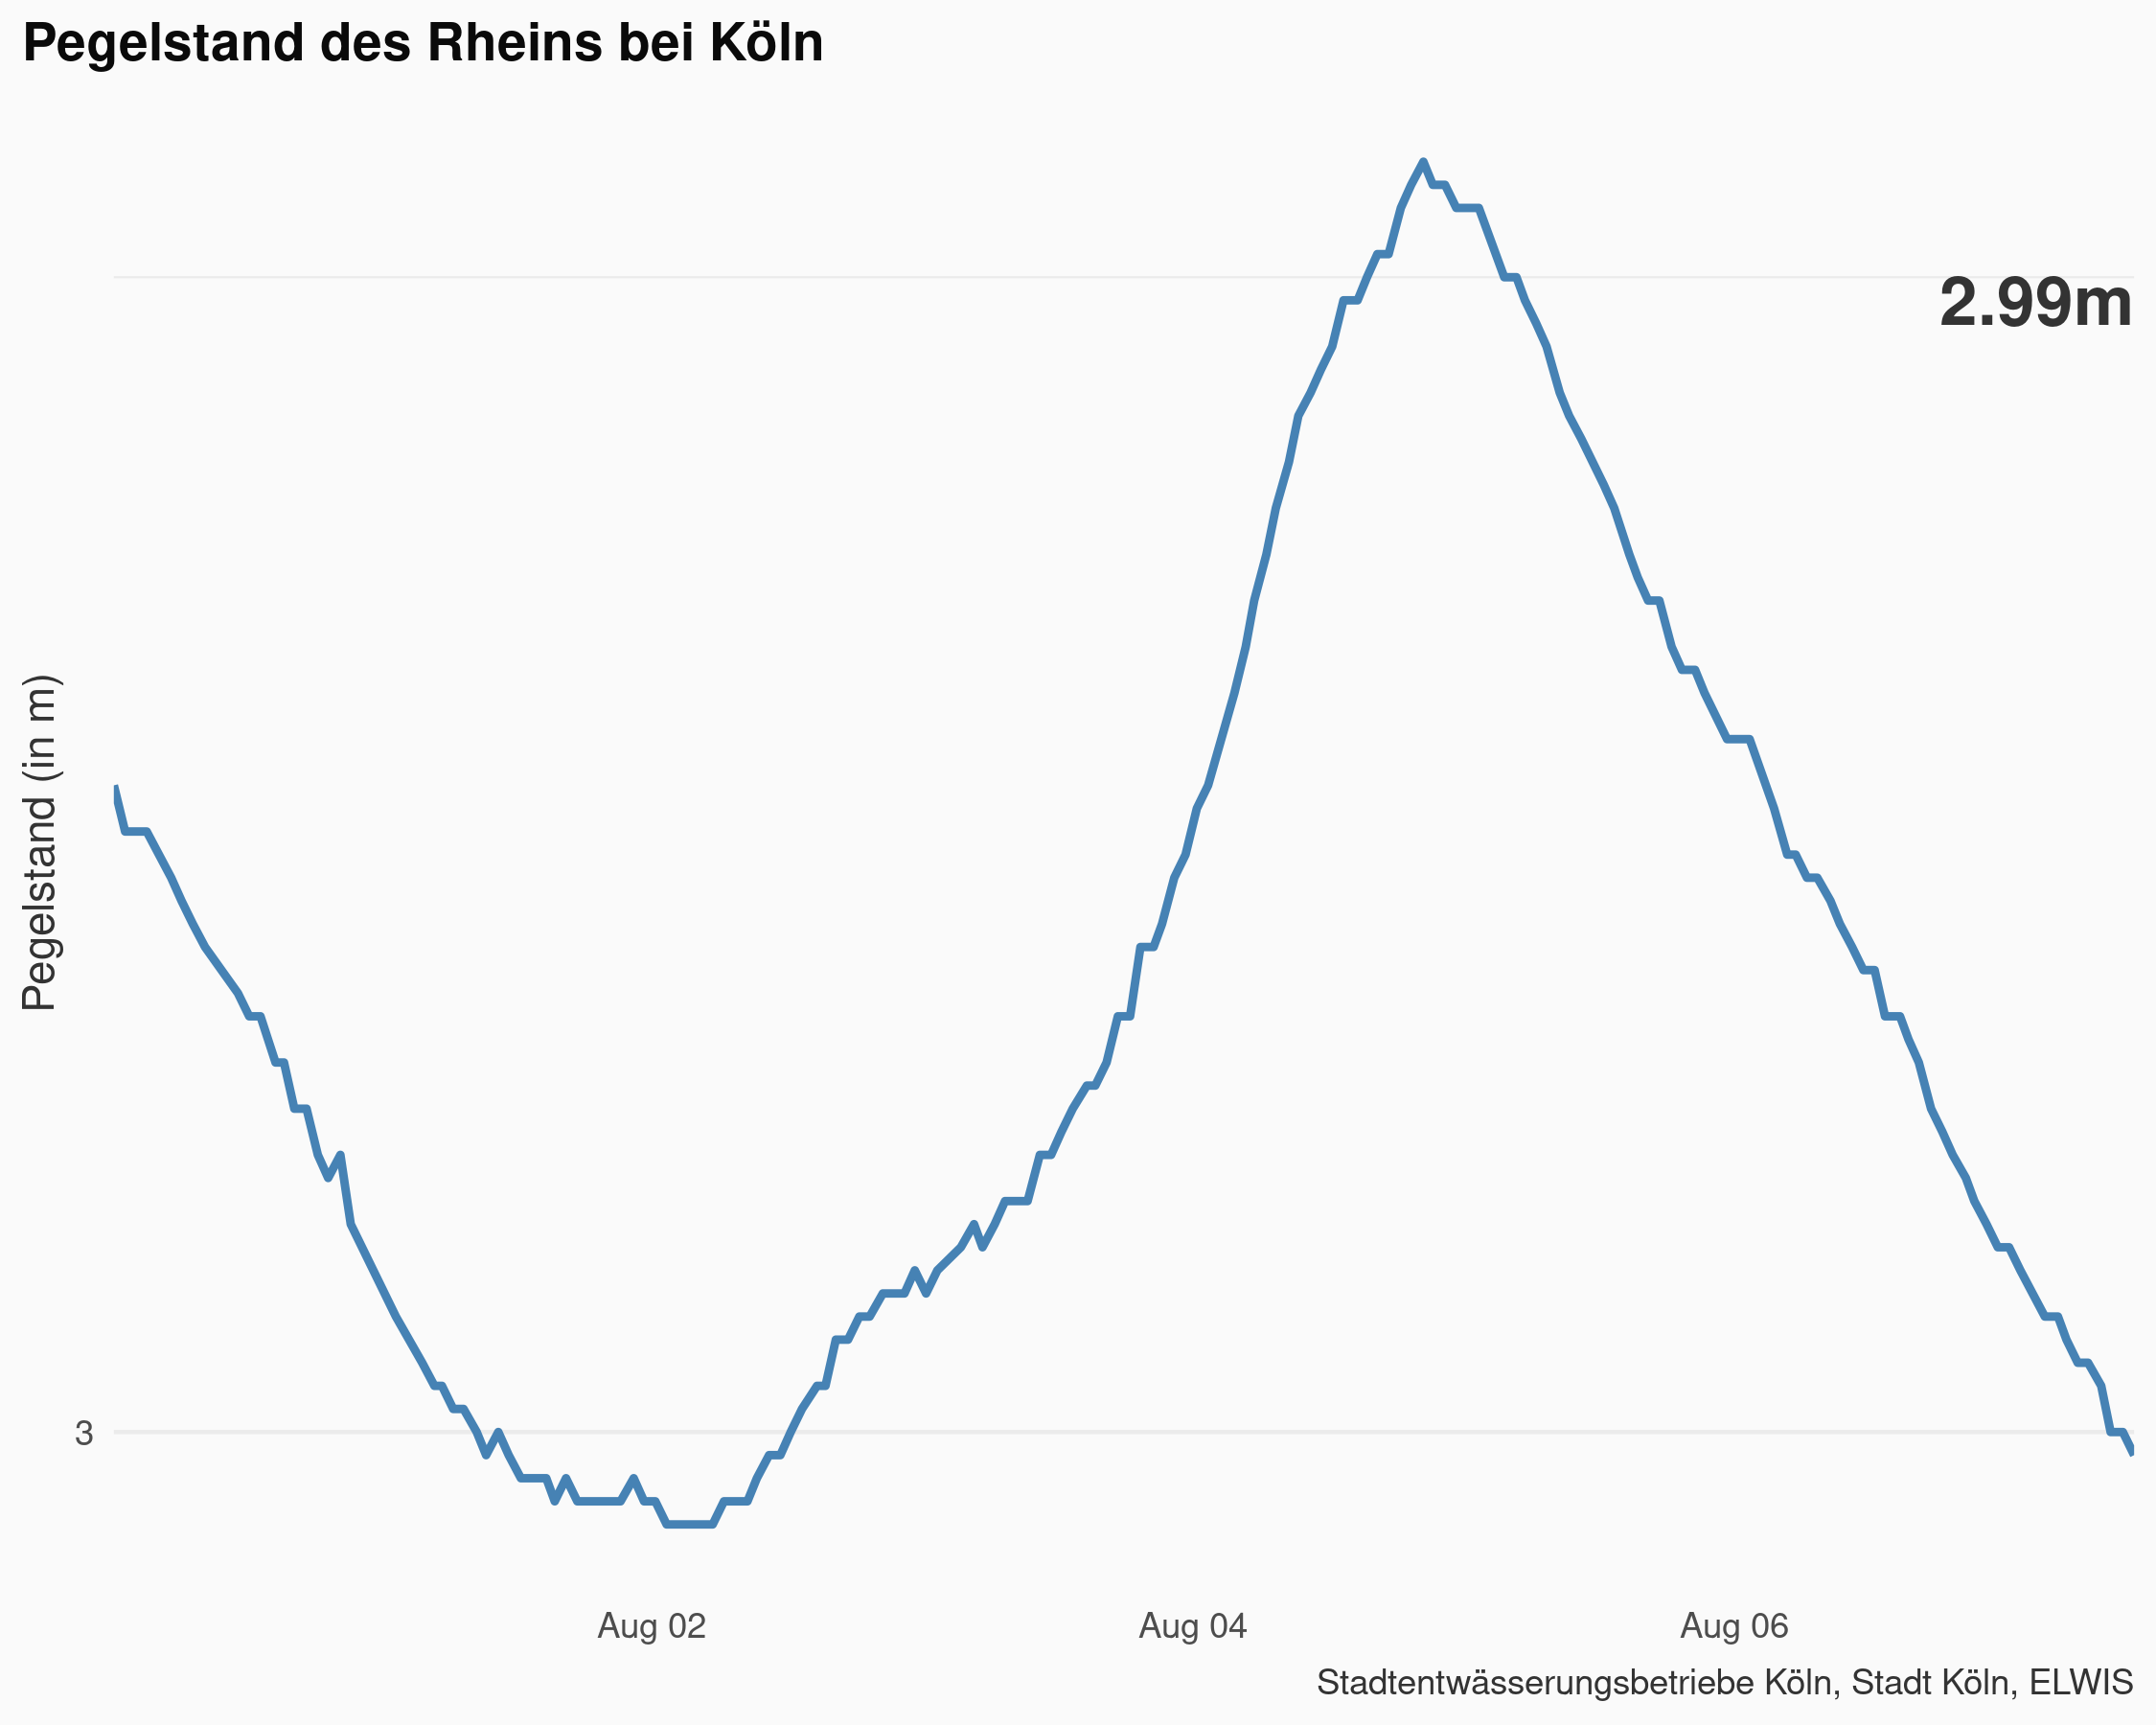 Pegelstand des Rheins bei Köln
2.99m
Pegelstand (in m)
3
Aug 02
Aug 04
Aug 06
Stadtentwässerungsbetriebe Köln, Stadt Köln, ELWIS